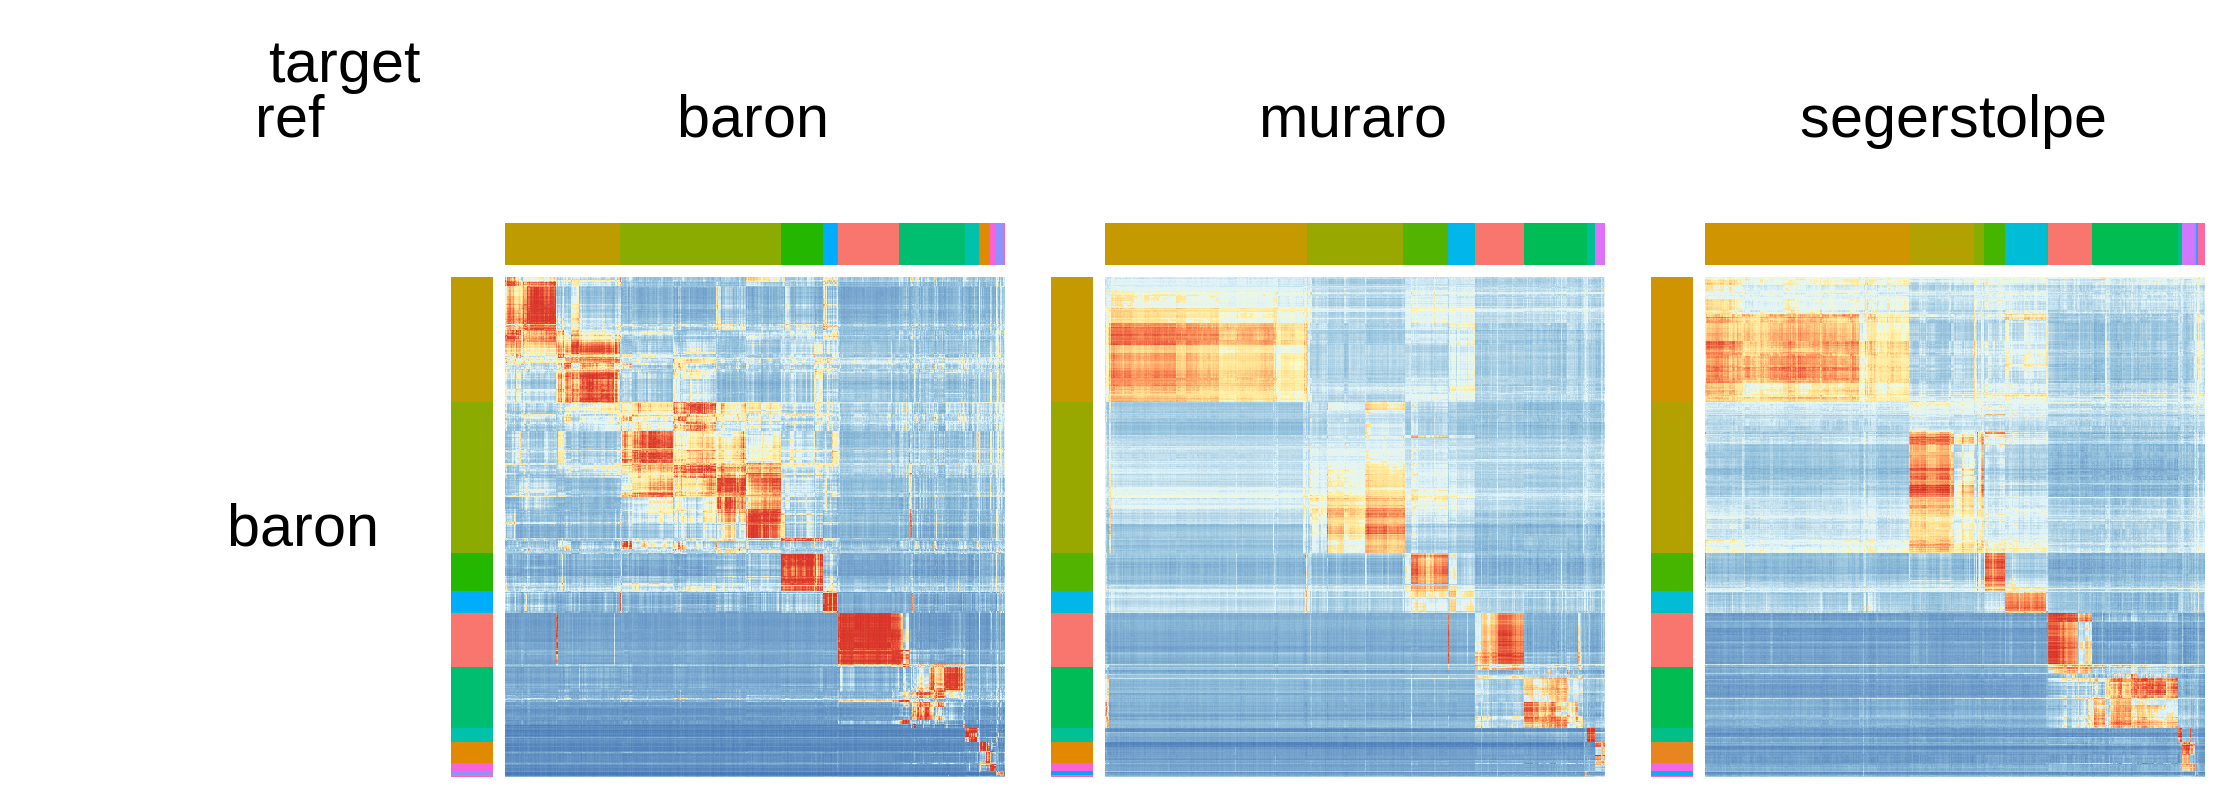 target
ref
baron
muraro
segerstolpe
baron